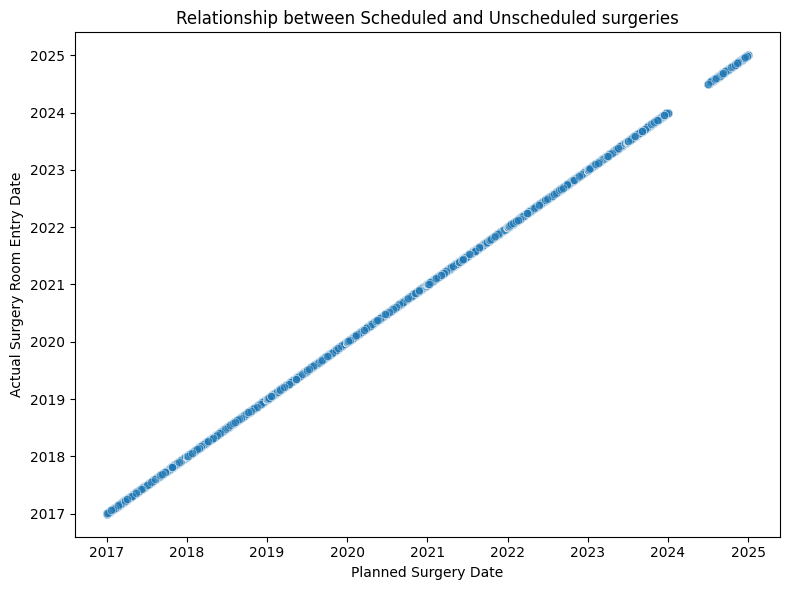 Relationship between Scheduled and Unscheduled surgeries
Actual Surgery Room Entry Date
2025
2024
2023
2022
2021
2020
2019
2018
2017
2017 2018 2019 2020 2021 2022 2023 2024 2025
Planned Surgery Date